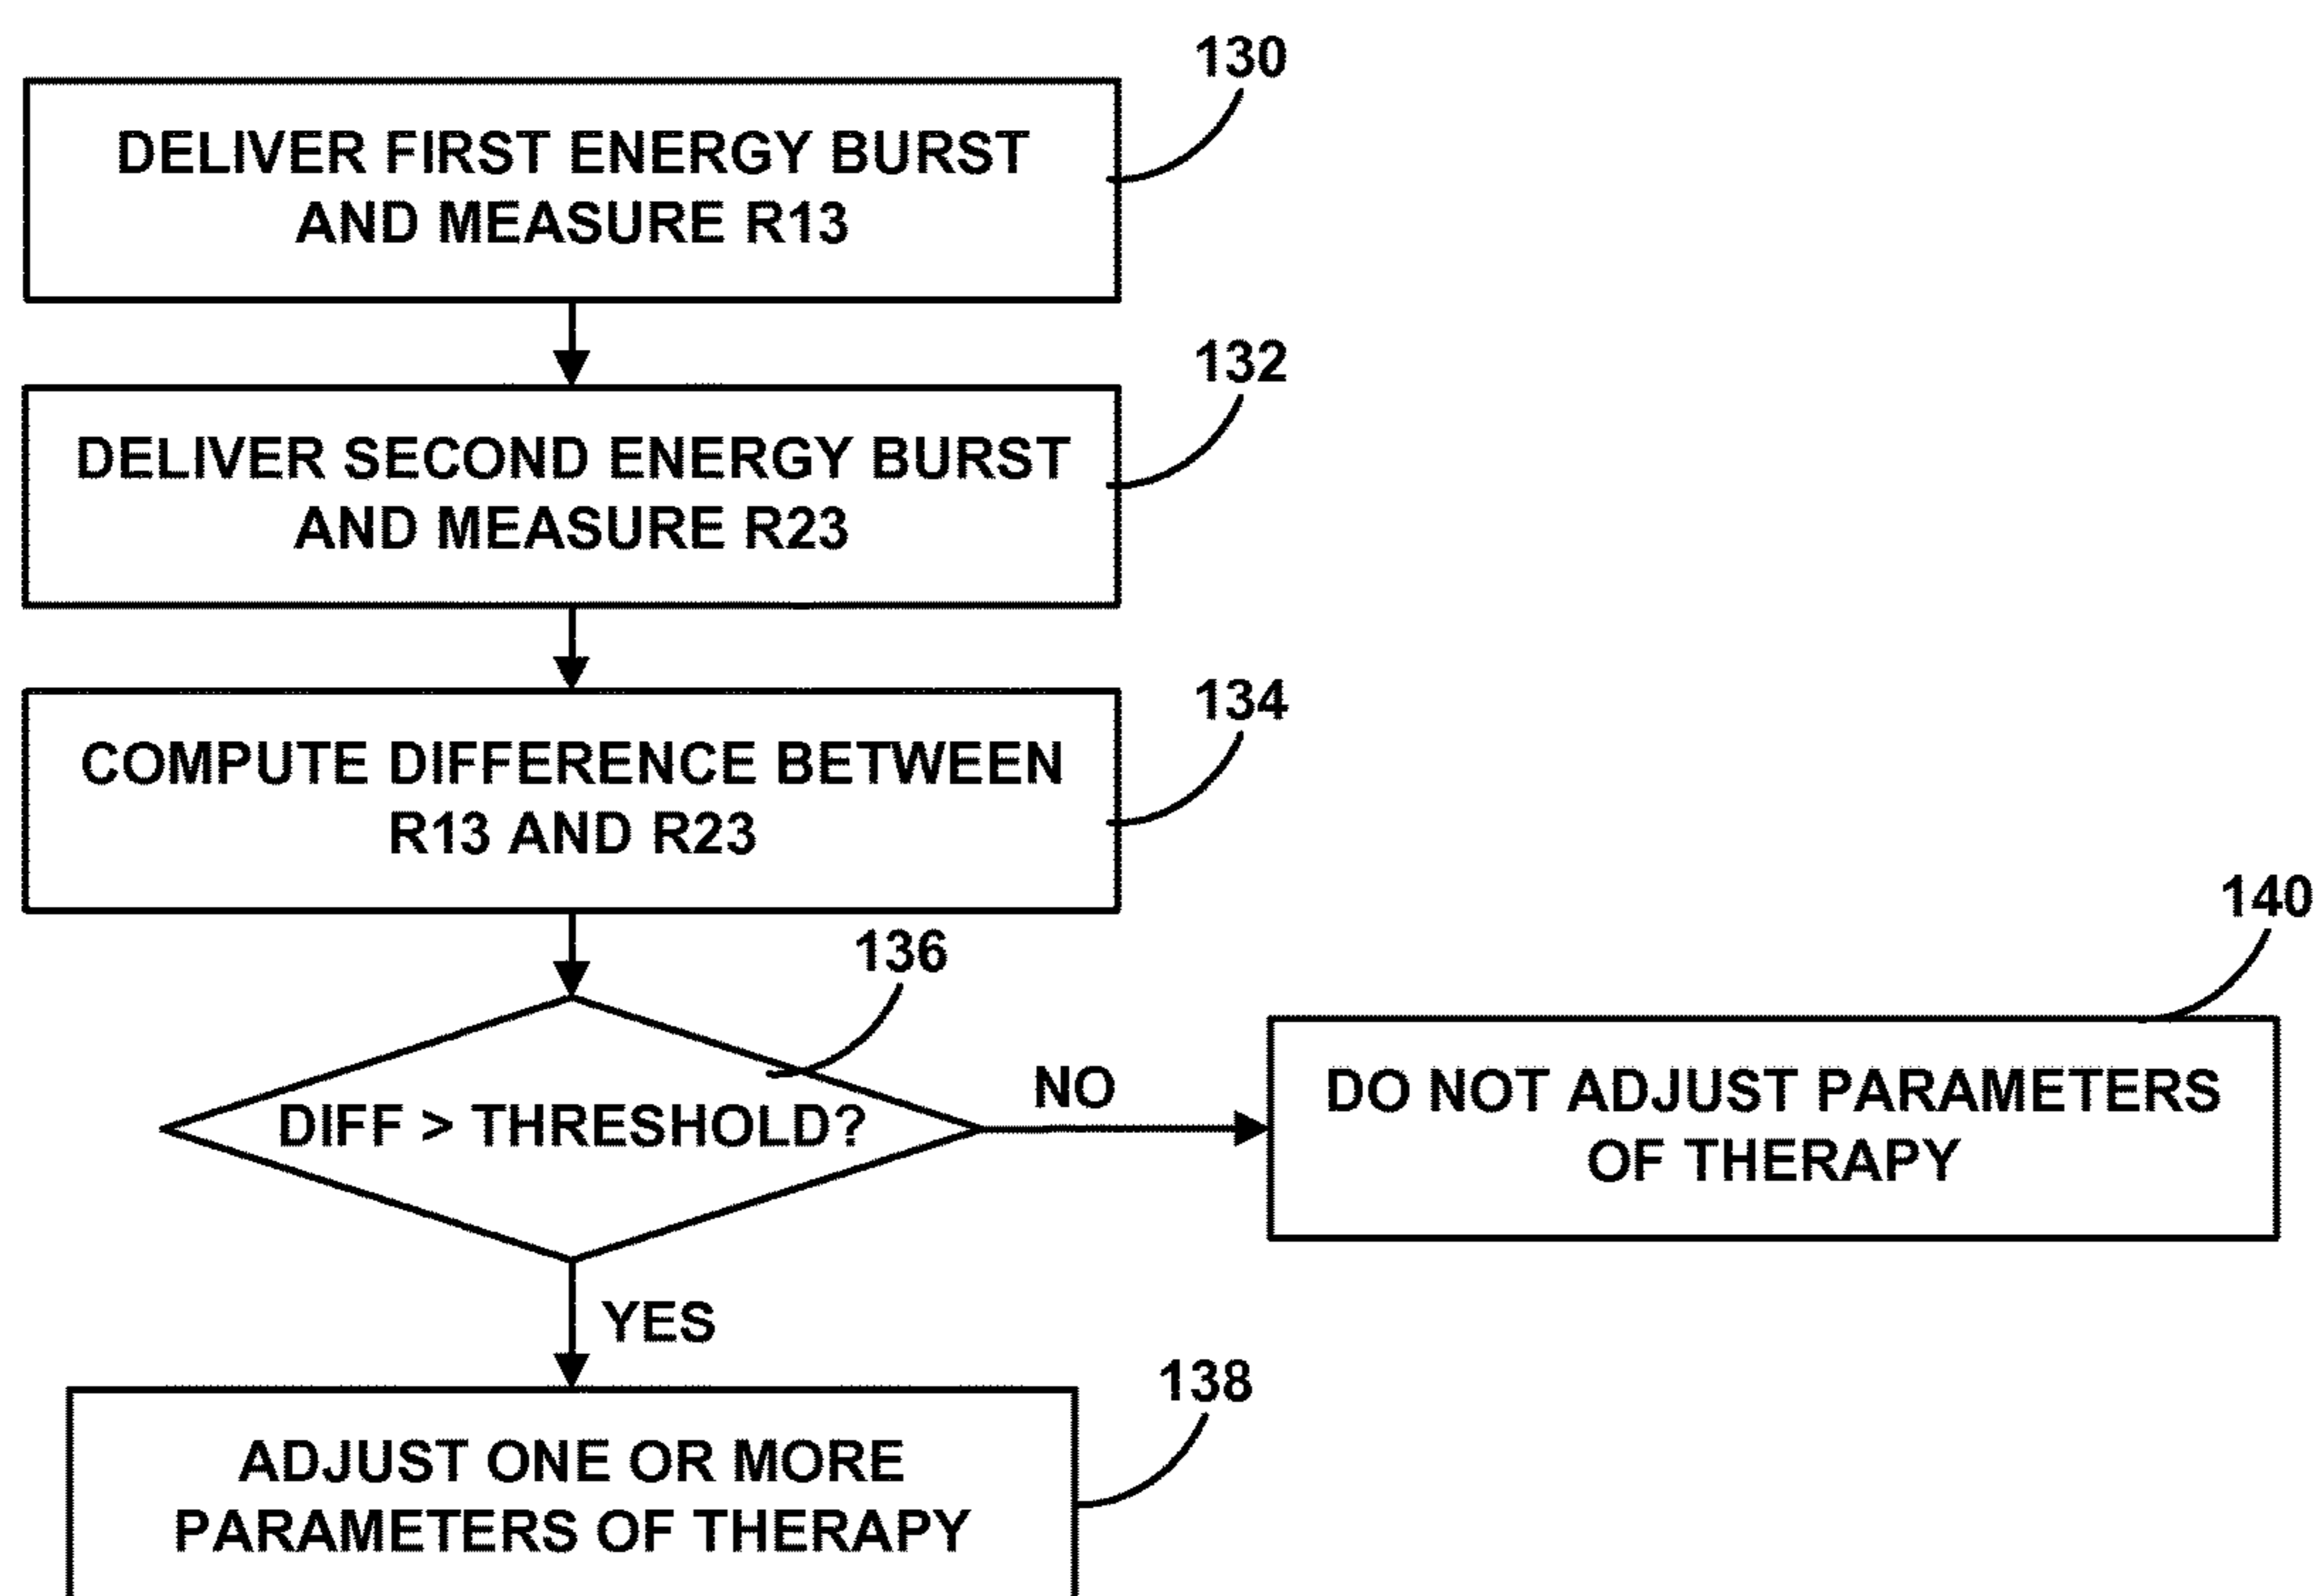 130
DELIVER FIRST ENERGY BURST
AND MEASURE R13
132
DELIVER SECOND ENERGY BURST
AND MEASURE R23
134
COMPUTE DIFFERENCE BETWEEN
R13 AND R23
136
DIFF > THRESHOLD?
NO
140
DO NOT ADJUST PARAMETERS
OF THERAPY
YES
138
ADJUST ONE OR MORE
PARAMETERS OF THERAPY